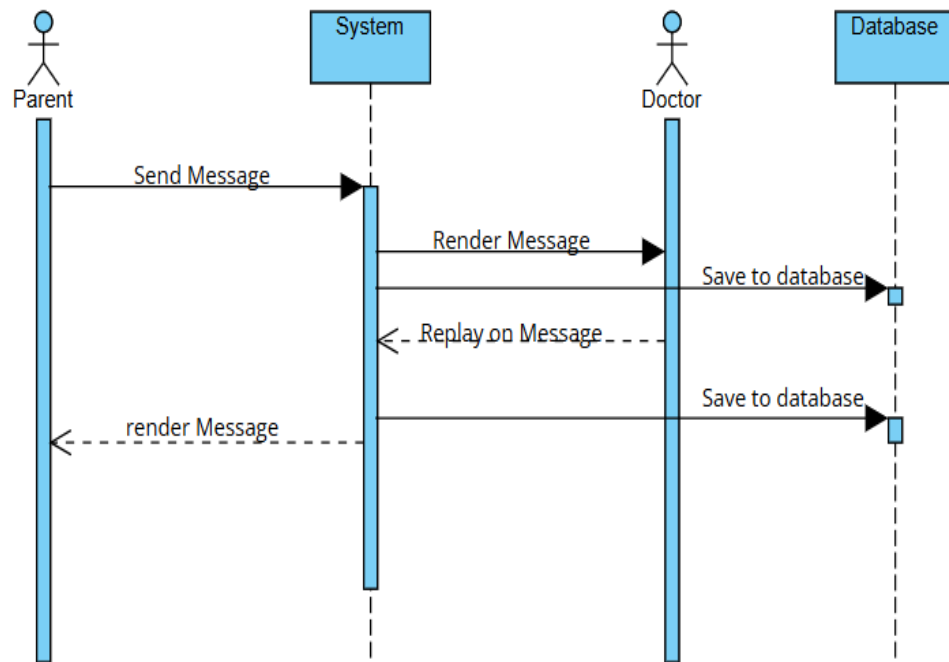 System
Database
Parent
Doctor
Send Message
Render Message
Save to database
Replay on Message
Save to database
render Message